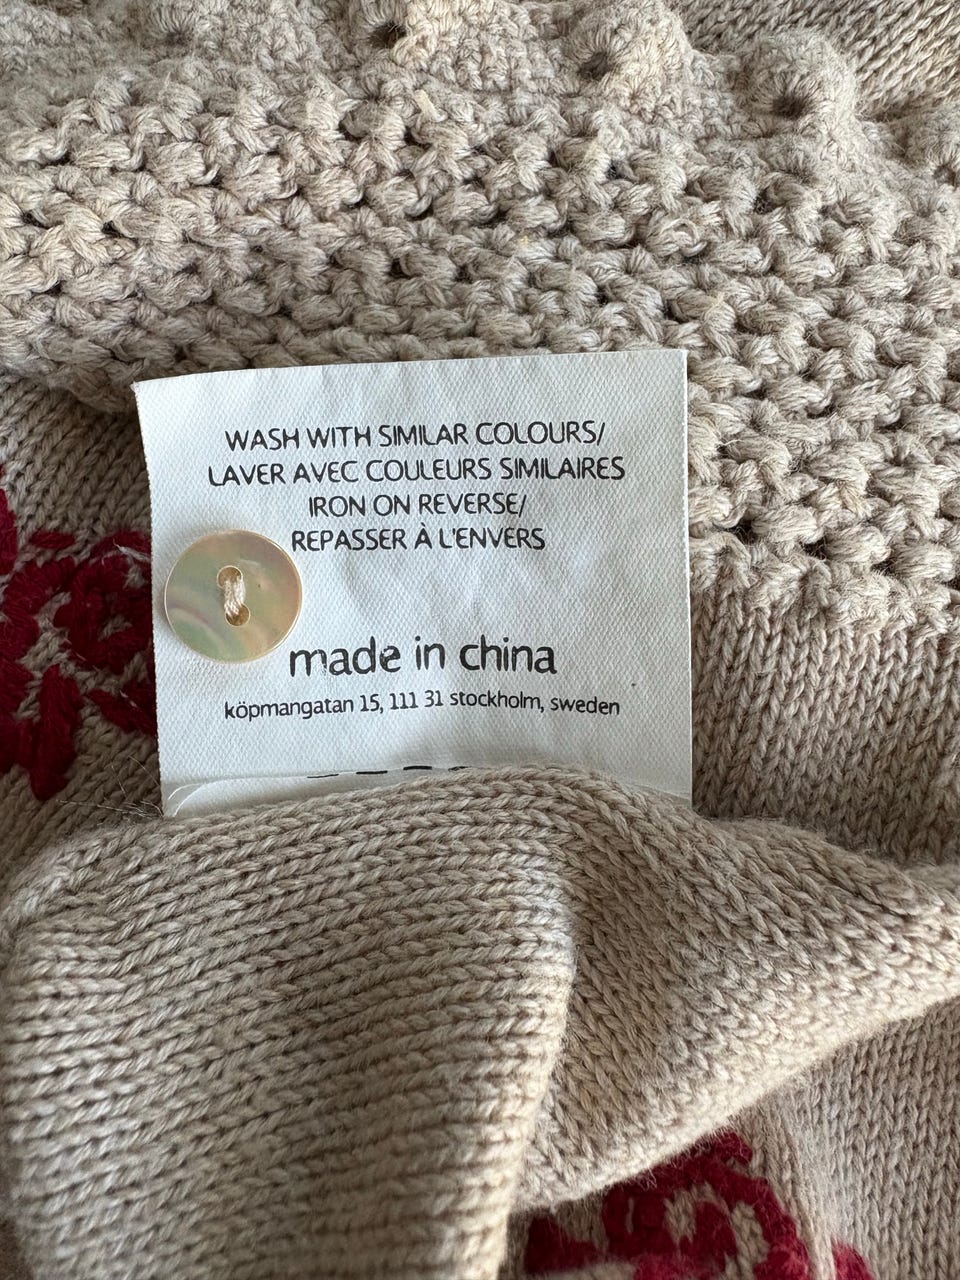 WASH WITH SIMILAR COLOURS/
LAVER AVEC COULEURS SIMILAIRES
IRON ON REVERSE/
REPASSER À L'ENVERS
made in china
köpmangatan 15, 111 31 stockholm, sweden